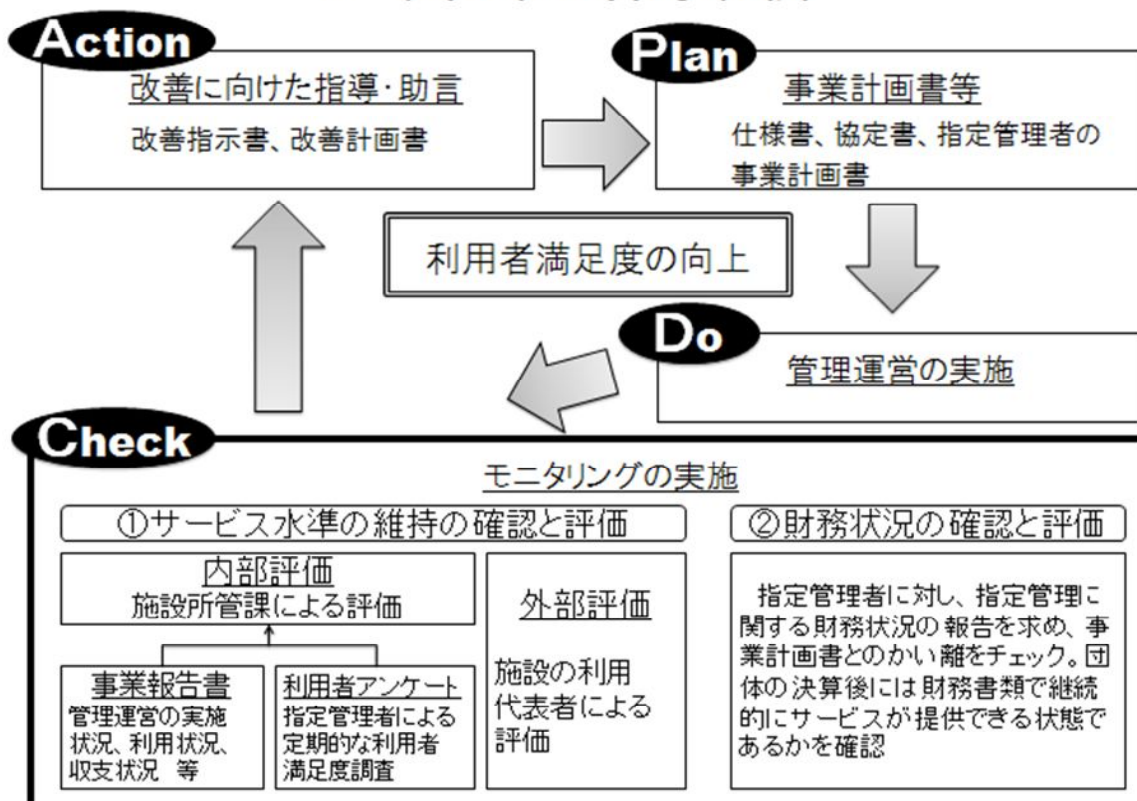 Action
改善に向けた指導･助言
改善指示書、改善計画書
Plan
事業計画書等
仕様書、協定書、指定管理者の
事業計画書
利用者満足度の向上
Do
管理運営の実施
Check
モニタリングの実施
①サービス水準の維持の確認と評価
内部評価
施設所管課による評価
事業報告書
管理運営の実施
状況、利用状況、
収支状況 等
利用者アンケート
指定管理者による
定期的な利用者
満足度調査
外部評価
施設の利用
代表者による
評価
②財務状況の確認と評価
指定管理者に対し、指定管理に
関する財務状況の報告を求め、事
業計画書とのかい離をチェック。団
体の決算後には財務書類で継続
的にサービスが提供できる状態で
あるかを確認